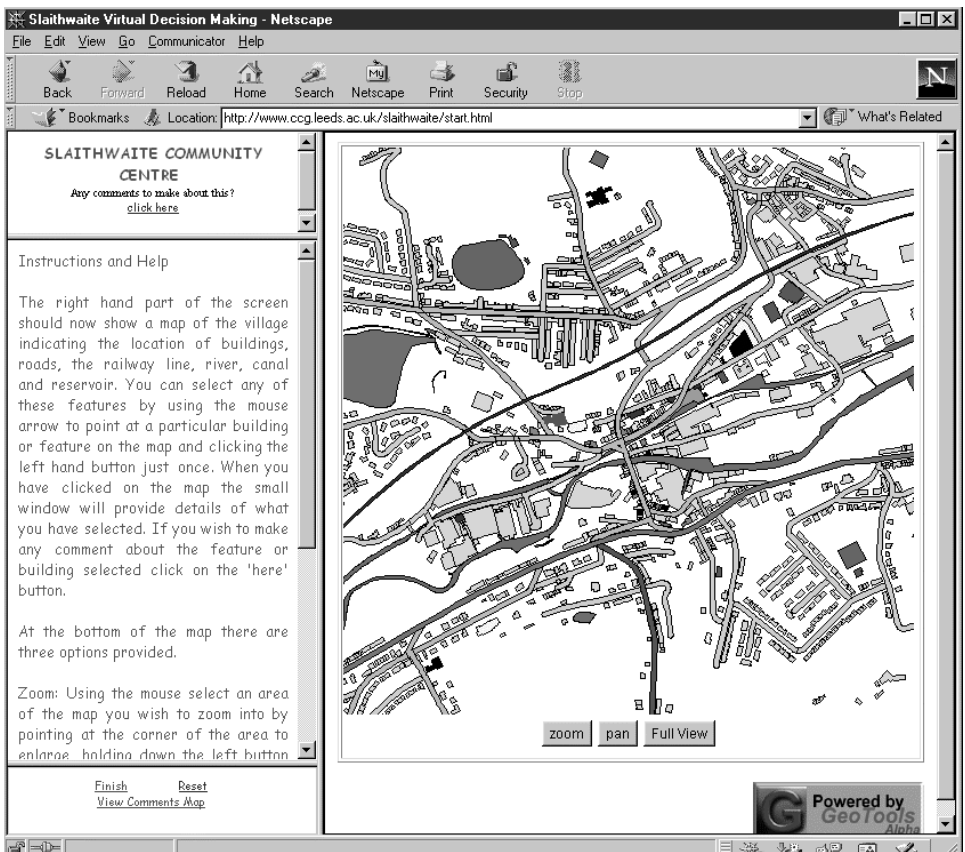 Slaithwaite Virtual Decision Making - Netscape
File Edit View Go Communicator Help
Back Forward Reload Home Search Netscape Print Security Stop
My
N
Bookmarks Location: http://www.ccg.leeds.ac.uk/slaithwaite/start.html What's Related
SLAITHWAITE COMMUNITY
CENTRE
Any comments to make about this?
click here
Instructions and Help
The right hand part of the screen
should now show a map of the village
indicating the location of buildings,
roads, the railway line, river, canal
and reservoir. You can select any of
these features by using the mouse
arrow to point at a particular building
or feature on the map and clicking the
left hand button just once. When you
have clicked on the map the small
window will provide details of what
you have selected. If you wish to make
any comment about the feature or
building selected click on the 'here'
button.
At the bottom of the map there are
three options provided.
Zoom: Using the mouse select an area
of the map you wish to zoom into by
pointing at the corner of the area to
enlarge, holding down the left button
zoom pan Full View
Finish Reset
View Comments Map
G Powered by
GeoTools
Alpha